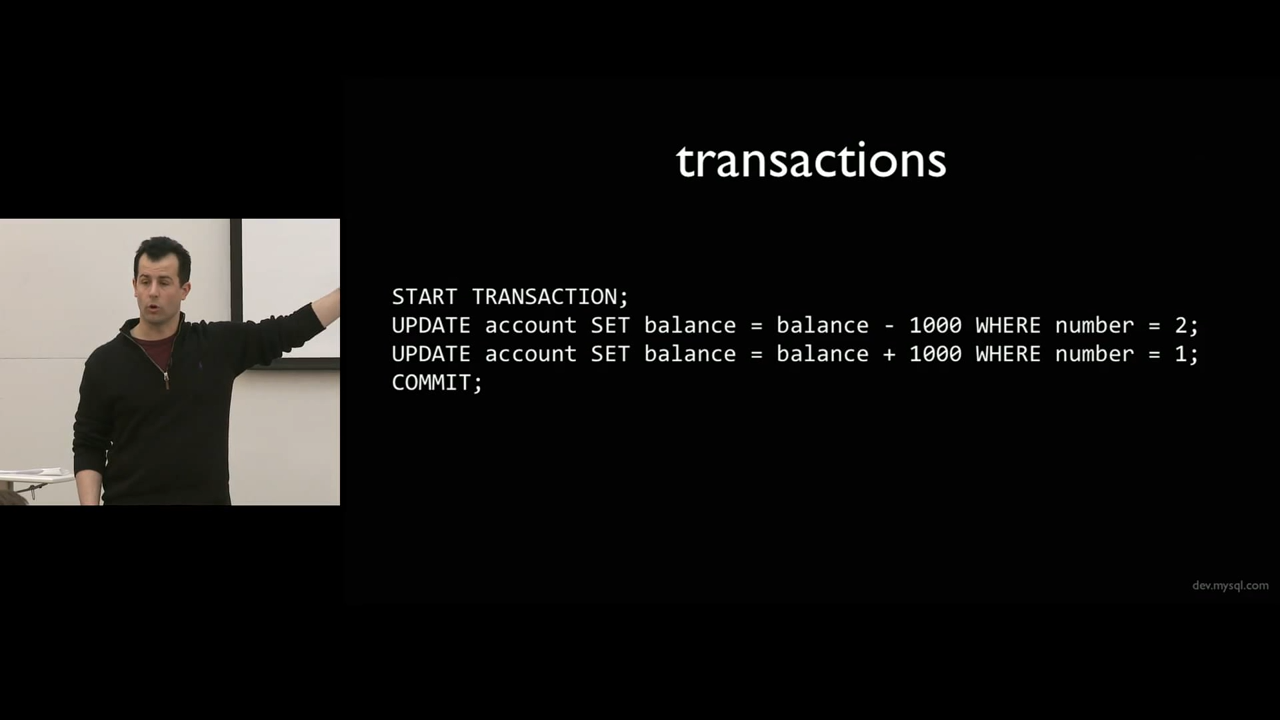 transactions
START TRANSACTION;
UPDATE account SET balance = balance - 1000 WHERE number = 2;
UPDATE account SET balance = balance + 1000 WHERE number = 1;
COMMIT;
dev.mysql.com